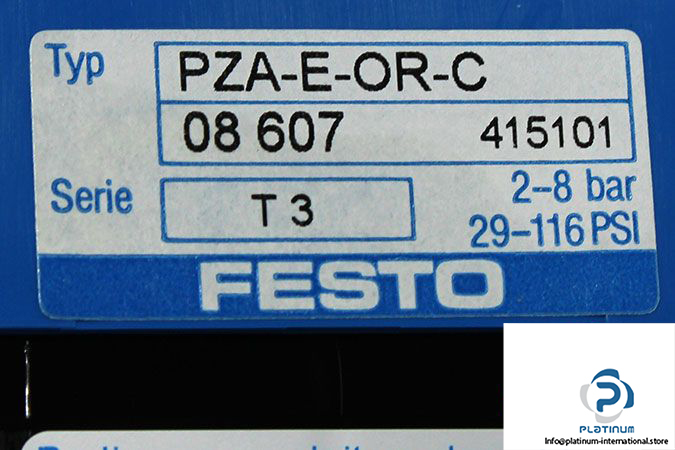 Typ PZA-E-OR-C
08 607 415101
Serie T 3 2-8 bar
29-116 PSI
FESTO
PLATINUM
Info@platinum-international.store